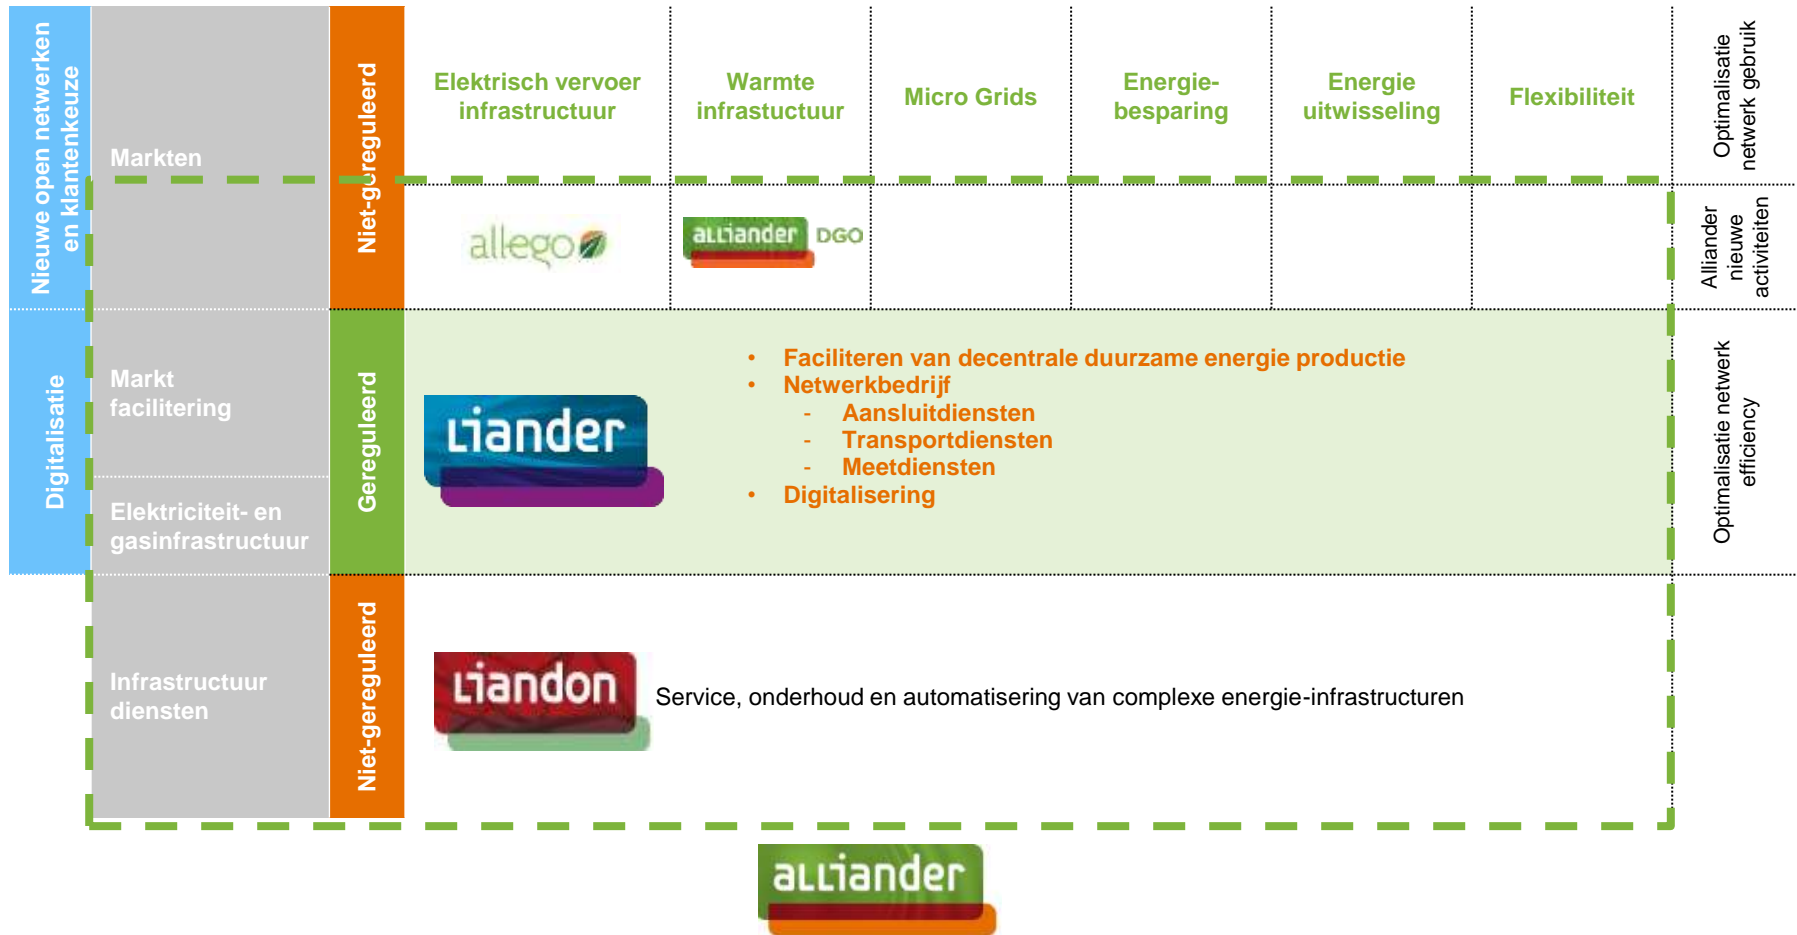 Nieuwe open netwerken
en klantenkeuze
Markten
Niet-gereguleerd
Elektrisch vervoer
infrastructuur
Warmte
infrastuctuur
Micro Grids
Energie-
besparing
Energie
uitwisseling
Flexibiliteit
Optimalisatie
netwerk gebruik
allego
alliander DGO
Alliander
nieuwe
activiteiten
Digitalisatie
Markt
facilitering
Elektriciteit- en
gasinfrastructuur
Gereguleerd
Liander
• Faciliteren van decentrale duurzame energie productie
• Netwerkbedrijf
- Aansluitdiensten
- Transportdiensten
- Meetdiensten
• Digitalisering
Optimalisatie netwerk
efficiency
Infrastructuur
diensten
Niet-gereguleerd
Liandon
Service, onderhoud en automatisering van complexe energie-infrastructuren
alliander